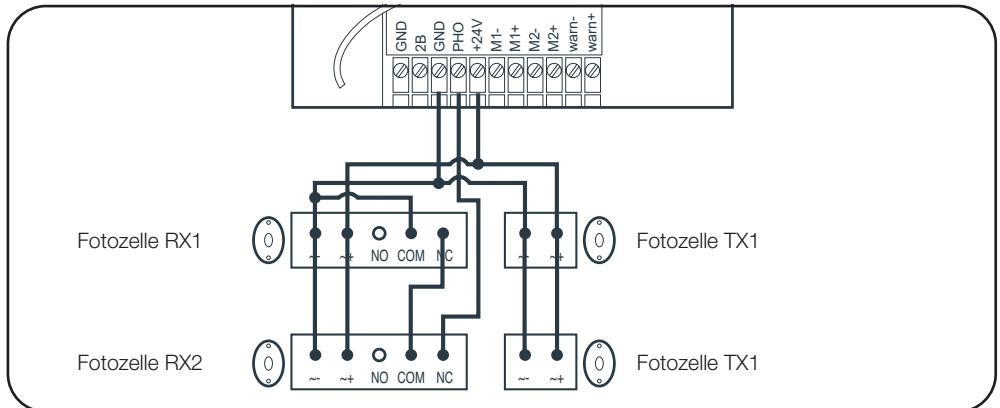 GND 2B GND PHO +24V M1- M1+ M2- M2+ warn- warn+
Fotozelle RX1
~- ~+ NO COM NC
~- ~+
Fotozelle TX1
Fotozelle RX2
~- ~+ NO COM NC
~- ~+
Fotozelle TX1